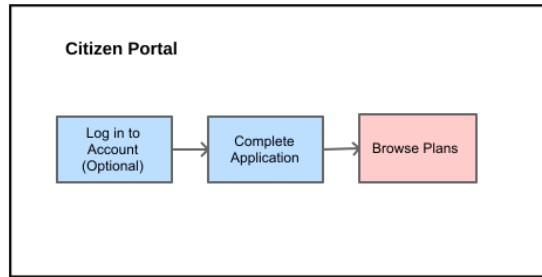 Citizen Portal
Log in to
Account
(Optional)
Complete
Application
Browse Plans